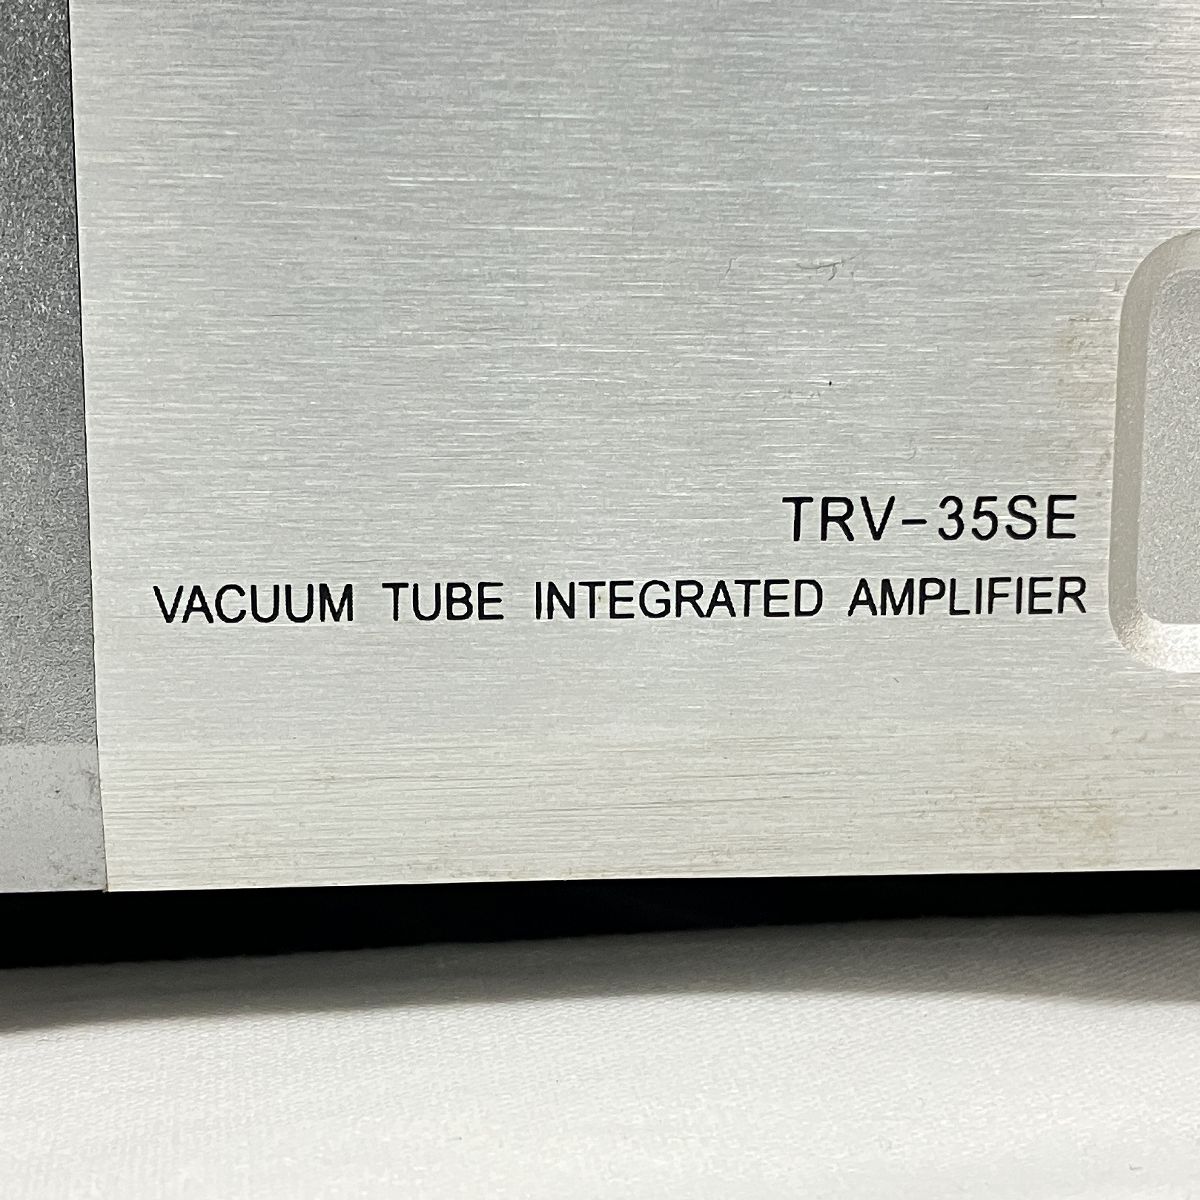 TRV-35SE
VACUUM TUBE INTEGRATED AMPLIFIER